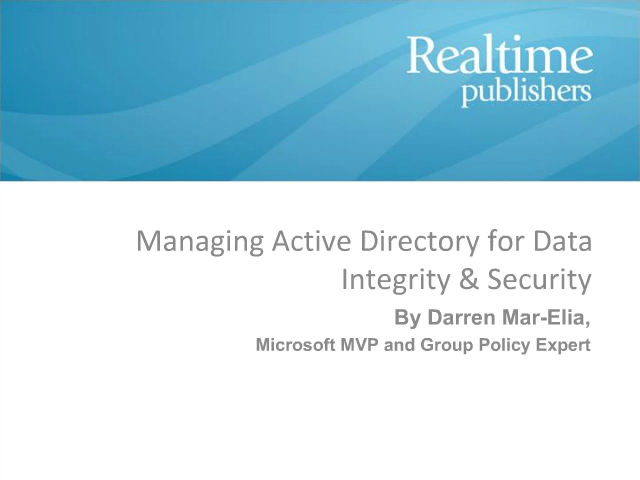 Realtime
publishers
Managing Active Directory for Data
Integrity & Security
By Darren Mar-Elia,
Microsoft MVP and Group Policy Expert